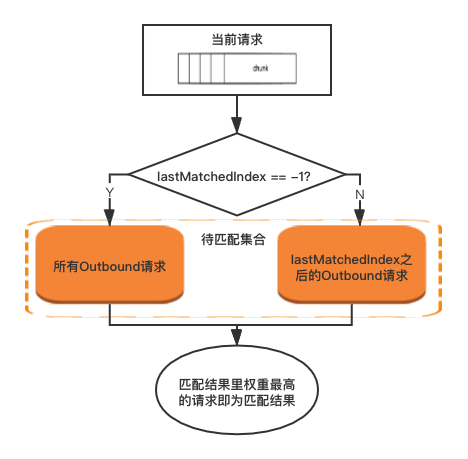 当前请求
chunk
lastMatchedIndex == -1?
Y
N
待匹配集合
所有Outbound请求
lastMatchedIndex之
后的Outbound请求
匹配结果里权重最高
的请求即为匹配结果